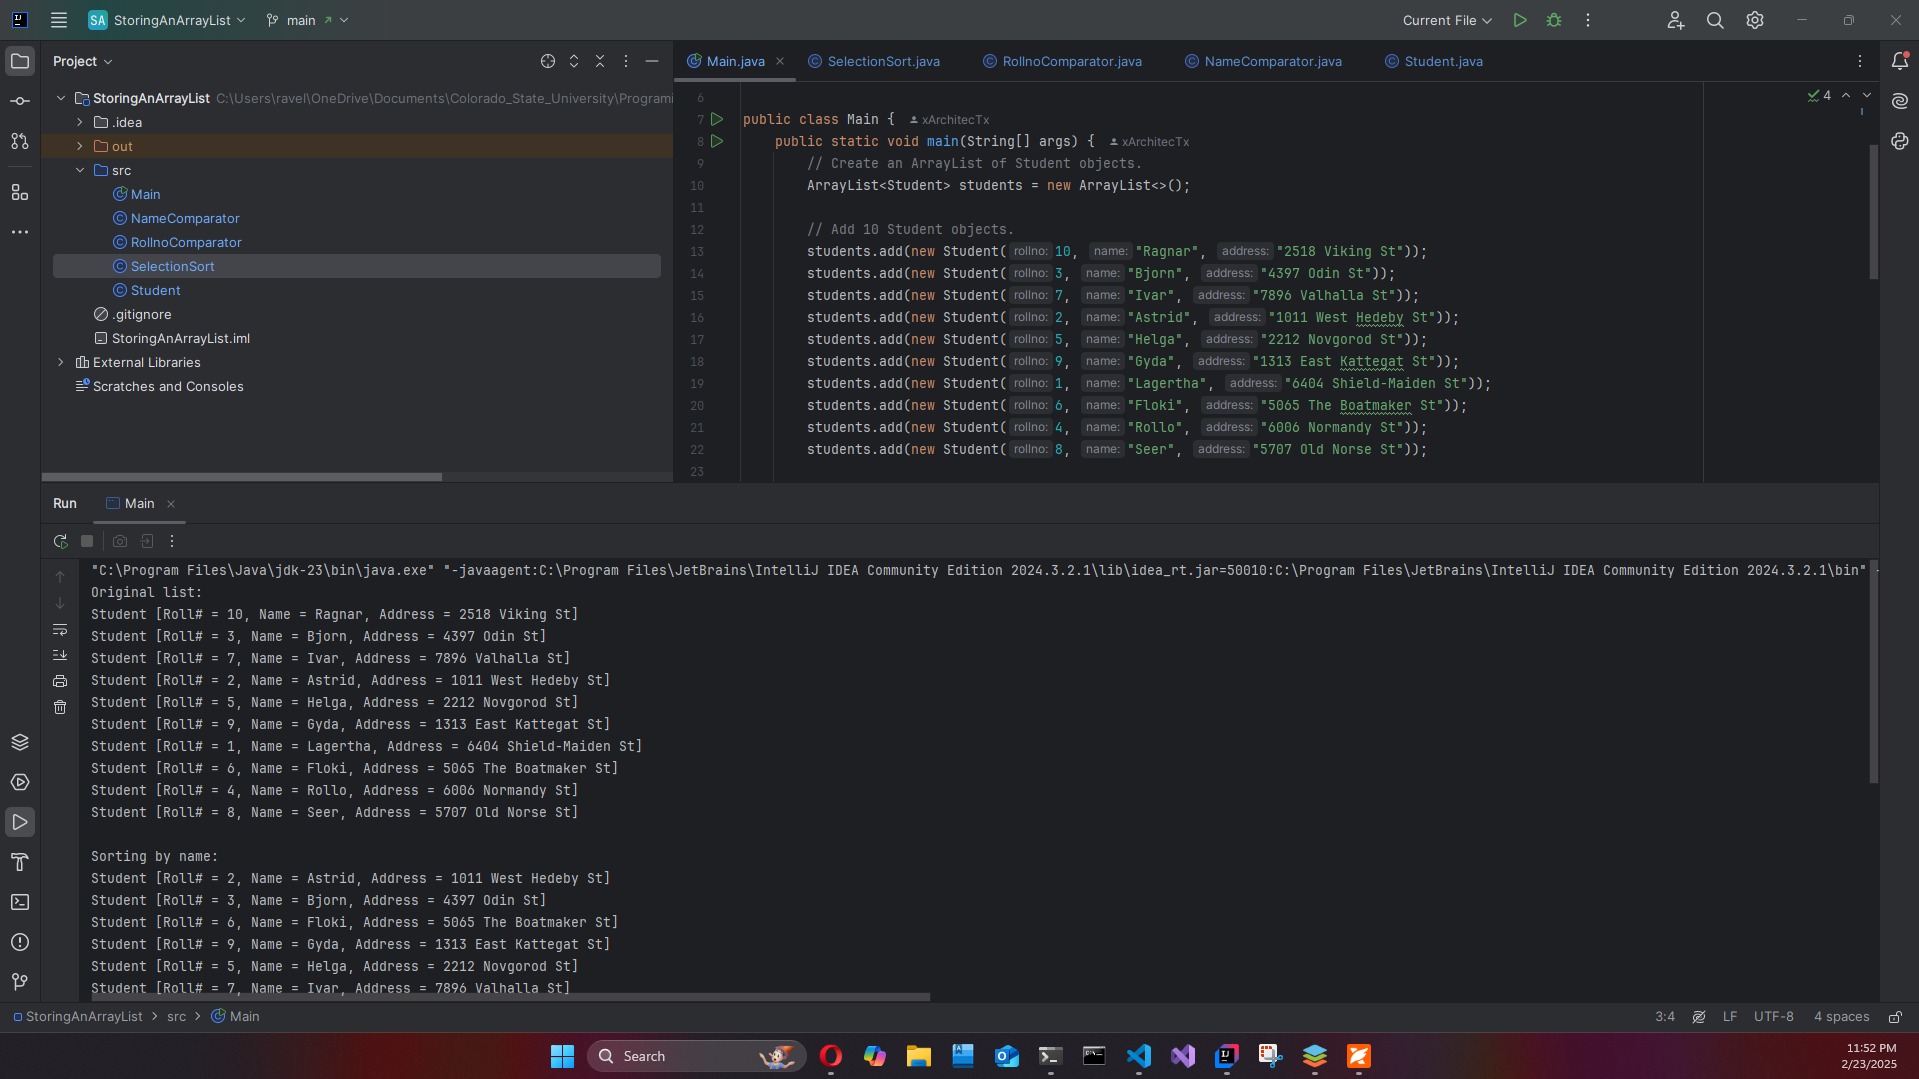 SA StoringAnArrayList main Current File
Project
StoringAnArrayList C:\Users\ravel\OneDrive\Documents\Colorado_State_University\Programi
.idea
out
src
Main
NameComparator
RollnoComparator
SelectionSort
Student
.gitignore
StoringAnArrayList.iml
External Libraries
Scratches and Consoles
Main.java SelectionSort.java RollnoComparator.java NameComparator.java Student.java
4
6
7 public class Main { xArchitecTx
8 public static void main(String[] args) { xArchitecTx
9 // Create an ArrayList of Student objects.
10 ArrayList<Student> students = new ArrayList<>();
11
12 // Add 10 Student objects.
13 students.add(new Student( rollno: 10, name: "Ragnar", address: "2518 Viking St"));
14 students.add(new Student( rollno: 3, name: "Bjorn", address: "4397 Odin St"));
15 students.add(new Student( rollno: 7, name: "Ivar", address: "7896 Valhalla St"));
16 students.add(new Student( rollno: 2, name: "Astrid", address: "1011 West Hedeby St"));
17 students.add(new Student( rollno: 5, name: "Helga", address: "2212 Novgorod St"));
18 students.add(new Student( rollno: 9, name: "Gyda", address: "1313 East Kattegat St"));
19 students.add(new Student( rollno: 1, name: "Lagertha", address: "6404 Shield-Maiden St"));
20 students.add(new Student( rollno: 6, name: "Floki", address: "5065 The Boatmaker St"));
21 students.add(new Student( rollno: 4, name: "Rollo", address: "6006 Normandy St"));
22 students.add(new Student( rollno: 8, name: "Seer", address: "5707 Old Norse St"));
23
Run Main
"C:\Program Files\Java\jdk-23\bin\java.exe" "-javaagent:C:\Program Files\JetBrains\IntelliJ IDEA Community Edition 2024.3.2.1\lib\idea_rt.jar=50010:C:\Program Files\JetBrains\IntelliJ IDEA Community Edition 2024.3.2.1\bin"
Original list:
Student [Roll# = 10, Name = Ragnar, Address = 2518 Viking St]
Student [Roll# = 3, Name = Bjorn, Address = 4397 Odin St]
Student [Roll# = 7, Name = Ivar, Address = 7896 Valhalla St]
Student [Roll# = 2, Name = Astrid, Address = 1011 West Hedeby St]
Student [Roll# = 5, Name = Helga, Address = 2212 Novgorod St]
Student [Roll# = 9, Name = Gyda, Address = 1313 East Kattegat St]
Student [Roll# = 1, Name = Lagertha, Address = 6404 Shield-Maiden St]
Student [Roll# = 6, Name = Floki, Address = 5065 The Boatmaker St]
Student [Roll# = 4, Name = Rollo, Address = 6006 Normandy St]
Student [Roll# = 8, Name = Seer, Address = 5707 Old Norse St]
Sorting by name:
Student [Roll# = 2, Name = Astrid, Address = 1011 West Hedeby St]
Student [Roll# = 3, Name = Bjorn, Address = 4397 Odin St]
Student [Roll# = 6, Name = Floki, Address = 5065 The Boatmaker St]
Student [Roll# = 9, Name = Gyda, Address = 1313 East Kattegat St]
Student [Roll# = 5, Name = Helga, Address = 2212 Novgorod St]
Student [Roll# = 7, Name = Ivar, Address = 7896 Valhalla St]
StoringAnArrayList > src > Main 3:4 LF UTF-8 4 spaces
Search
11:52 PM
2/23/2025